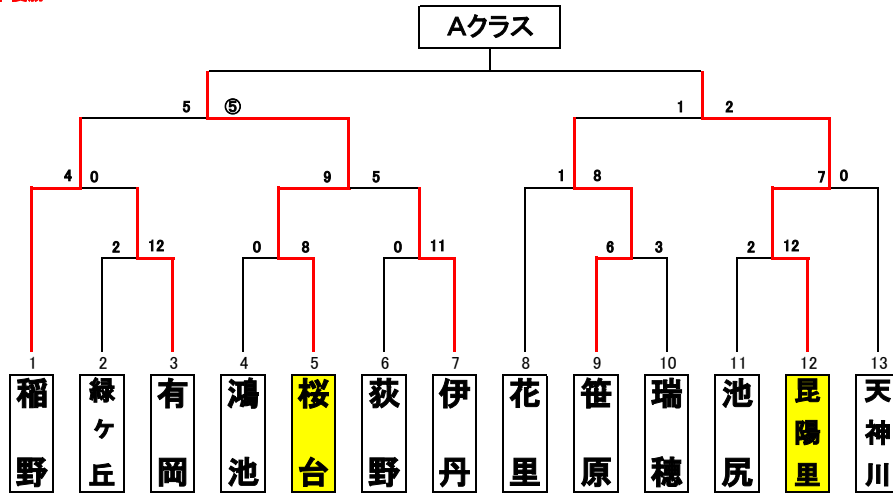 Aクラス
5 ⑤ 1 2
4 0 9 5 1 8 7 0
2 12 0 8 0 11 6 3 2 12
1 2 3 4 5 6 7 8 9 10 11 12 13
稲野
緑ケ丘
有岡
鴻池
桜台
荻野
伊丹
花里
笹原
瑞穂
池尻
昆陽里
天神川